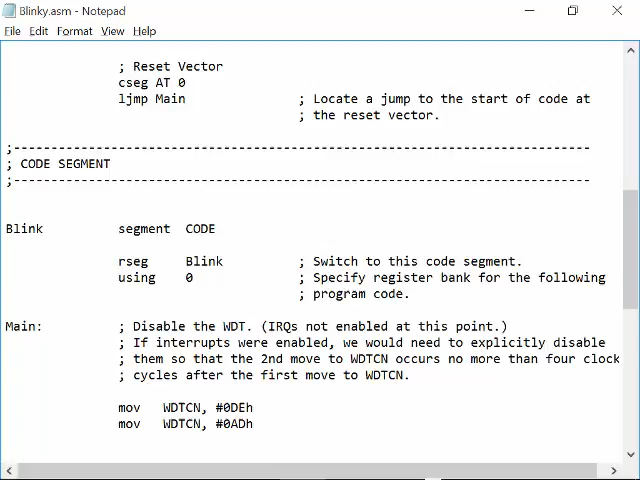 Blinky.asm - Notepad
File Edit Format View Help
; Reset Vector
cseg AT 0
ljmp Main ; Locate a jump to the start of code at
; the reset vector.
;-----------------------------------------------------------------------------
; CODE SEGMENT
;-----------------------------------------------------------------------------
Blink segment CODE
rseg Blink ; Switch to this code segment.
using 0 ; Specify register bank for the following
; program code.
Main: ; Disable the WDT. (IRQs not enabled at this point.)
; If interrupts were enabled, we would need to explicitly disable
; them so that the 2nd move to WDTCN occurs no more than four clock
; cycles after the first move to WDTCN.
mov WDTCN, #0DEh
mov WDTCN, #0ADh